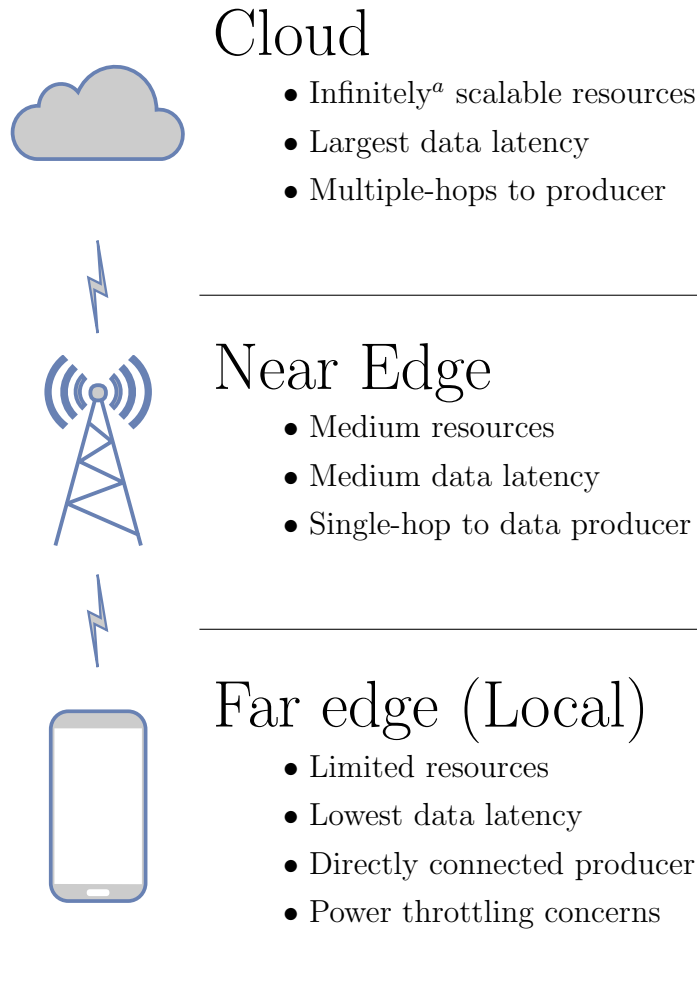 Cloud
• Infinitelyᵃ scalable resources
• Largest data latency
• Multiple-hops to producer
Near Edge
• Medium resources
• Medium data latency
• Single-hop to data producer
Far edge (Local)
• Limited resources
• Lowest data latency
• Directly connected producer
• Power throttling concerns